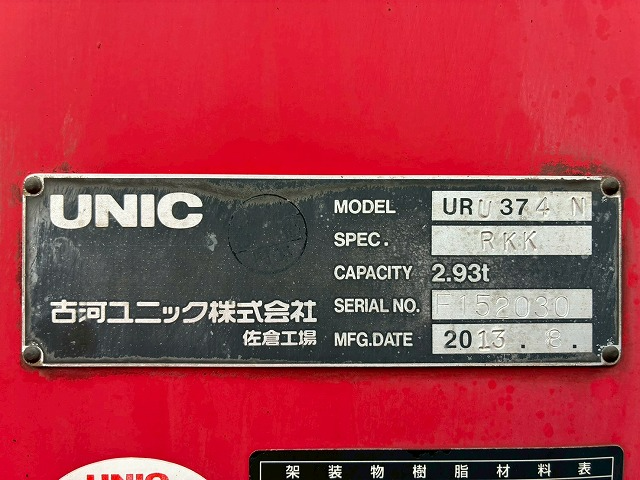 UNIC
MODEL URU374N
SPEC. RKK
CAPACITY 2.93t
古河ユニック株式会社
SERIAL NO. F152030
佐倉工場
MFG.DATE 2013.8.
UNIC
架装物樹脂材料表